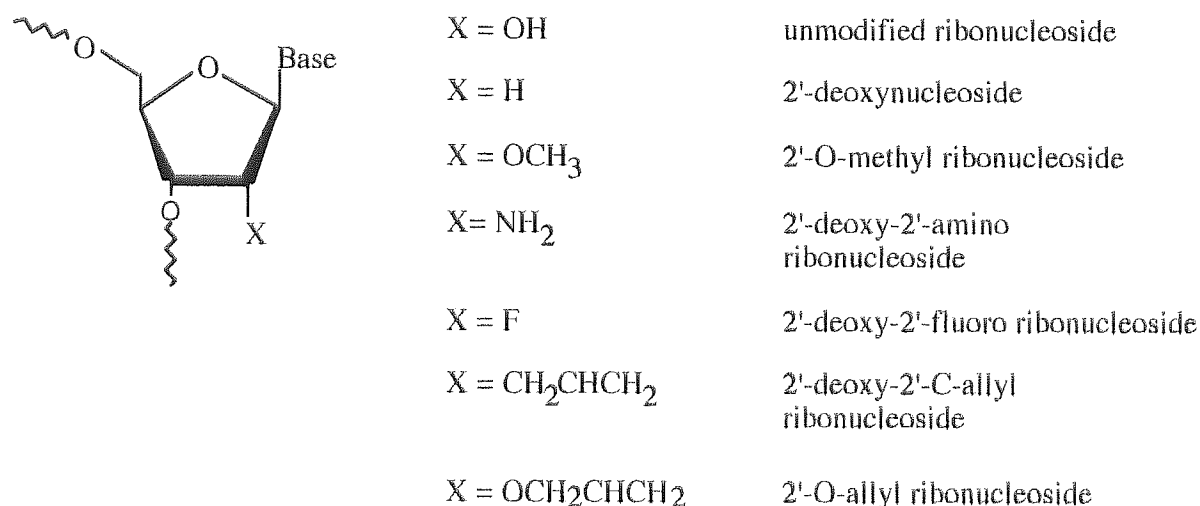 O
O
Base
O
X
X = OH unmodified ribonucleoside
X = H 2'-deoxynucleoside
X = OCH3 2'-O-methyl ribonucleoside
X= NH2 2'-deoxy-2'-amino
ribonucleoside
X = F 2'-deoxy-2'-fluoro ribonucleoside
X = CH2CHCH2 2'-deoxy-2'-C-allyl
ribonucleoside
X = OCH2CHCH2 2'-O-allyl ribonucleoside